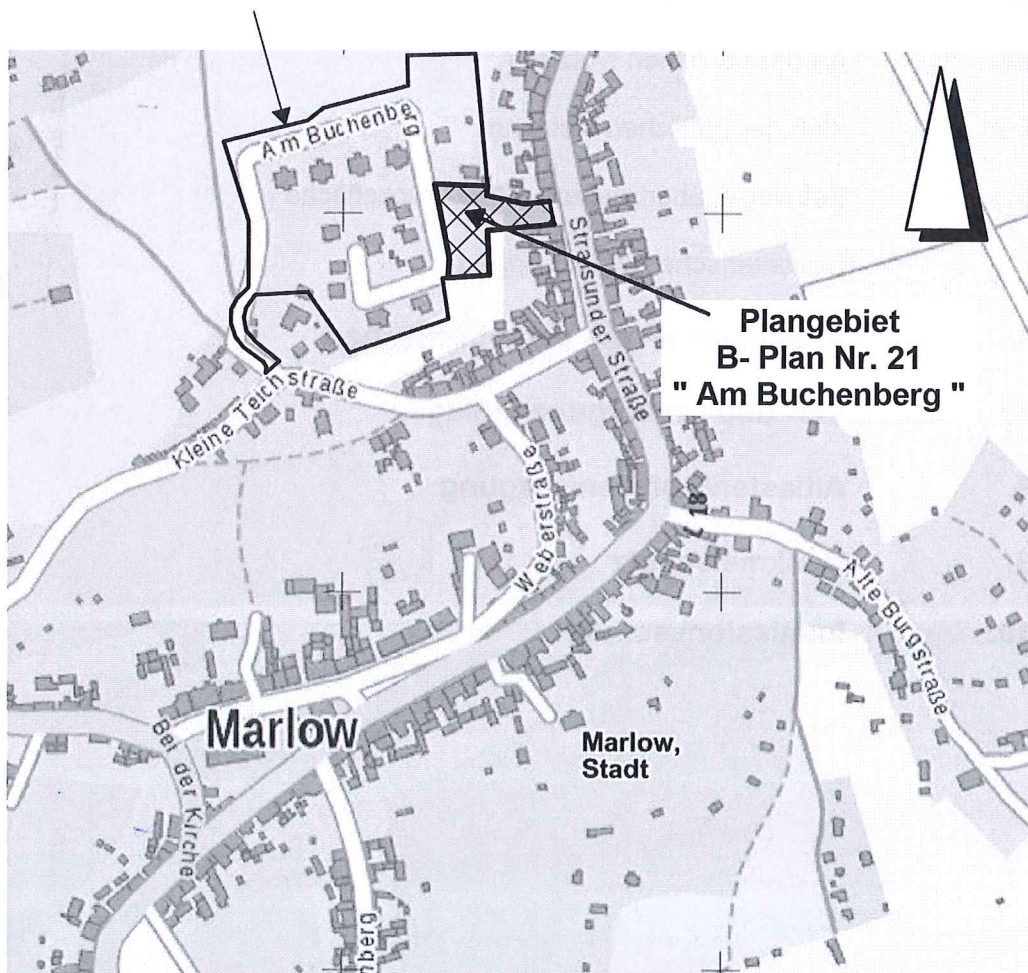 Am Buchenberg
Stralsunder Straße
Plangebiet
B- Plan Nr. 21
" Am Buchenberg "
Kleine Teichstraße
Weberstraße
L 18
Alte Burgstraße
Marlow
Marlow,
Stadt
Bei der Kirche
nberg